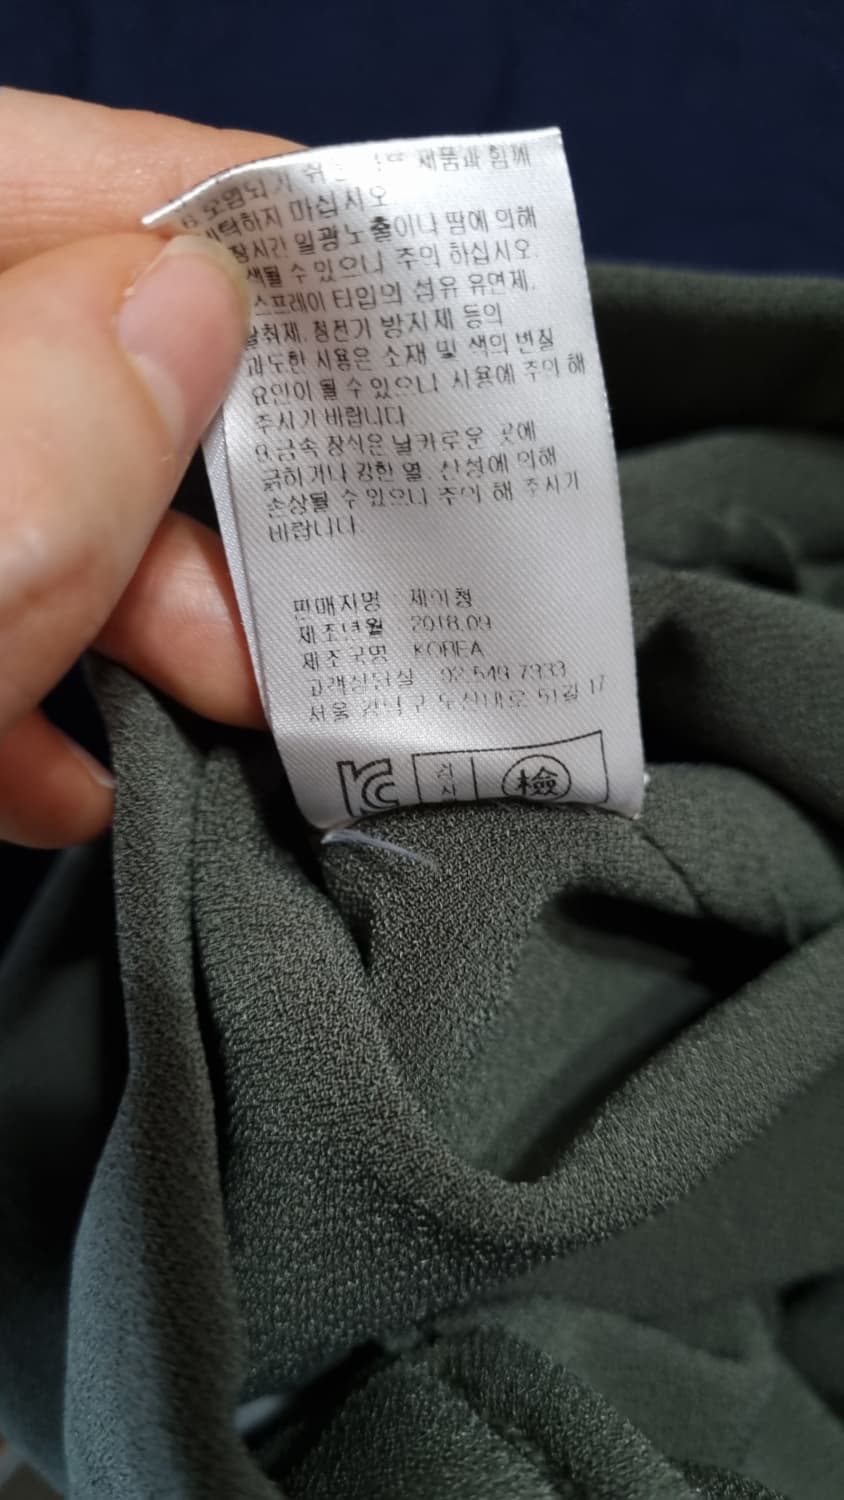 제품과 함께
6.오염되기 쉬운
세탁하지 마십시오.
장시간 일광노출이나 땀에 의해
색될 수 있으니 주의 하십시오.
스프레이 타입의 섬유 유연제,
탈취제, 정전기 방지제 등의
과도한 사용은 소재 및 색의 변질
요인이 될 수 있으니 사용에 주의 해
주시기 바랍니다
9.금속 장식은 날카로운 곳에
긁히거나 강한 열, 산성에 의해
손상될 수 있으니 주의 해 주시기
바랍니다.
판매자명 : 제이청
제조년월 : 2018.09
제조국명 : KOREA
고객상담실 : 02.549.7333
서울 강남구 도산대로 51길 17
KC 검사 檢